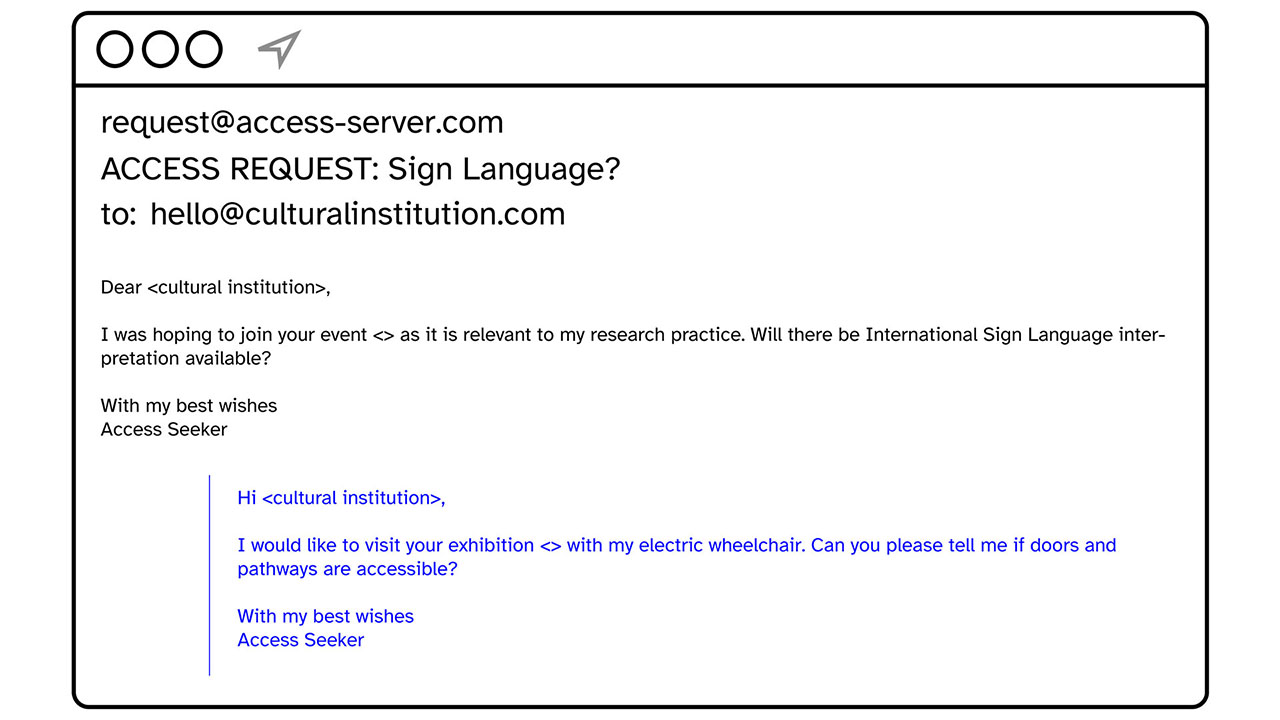 request@access-server.com
ACCESS REQUEST: Sign Language?
to: hello@culturalinstitution.com
Dear <cultural institution>,
I was hoping to join your event <> as it is relevant to my research practice. Will there be International Sign Language inter-
pretation available?
With my best wishes
Access Seeker
Hi <cultural institution>,
I would like to visit your exhibition <> with my electric wheelchair. Can you please tell me if doors and
pathways are accessible?
With my best wishes
Access Seeker